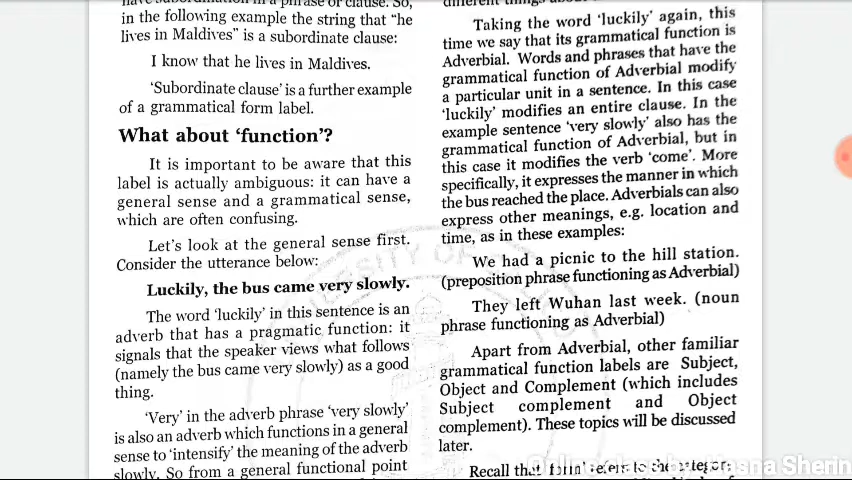 have subordination in a phrase or clause. So,
in the following example the string that “he
lives in Maldives” is a subordinate clause:
I know that he lives in Maldives.
‘Subordinate clause’ is a further example
of a grammatical form label.
What about ‘function’?
It is important to be aware that this
label is actually ambiguous: it can have a
general sense and a grammatical sense,
which are often confusing.
Let’s look at the general sense first.
Consider the utterance below:
Luckily, the bus came very slowly.
The word ‘luckily’ in this sentence is an
adverb that has a pragmatic function: it
signals that the speaker views what follows
(namely the bus came very slowly) as a good
thing.
‘Very’ in the adverb phrase ‘very slowly’
is also an adverb which functions in a general
sense to ‘intensify’ the meaning of the adverb
slowly. So from a general functional point
different things about
Taking the word ‘luckily’ again, this
time we say that its grammatical function is
Adverbial. Words and phrases that have the
grammatical function of Adverbial modify
a particular unit in a sentence. In this case
‘luckily’ modifies an entire clause. In the
example sentence ‘very slowly’ also has the
grammatical function of Adverbial, but in
this case it modifies the verb ‘come’. More
specifically, it expresses the manner in which
the bus reached the place. Adverbials can also
express other meanings, e.g. location and
time, as in these examples:
We had a picnic to the hill station.
(preposition phrase functioning as Adverbial)
They left Wuhan last week. (noun
phrase functioning as Adverbial)
Apart from Adverbial, other familiar
grammatical function labels are Subject,
Object and Complement (which includes
Subject complement and Object
complement). These topics will be discussed
later.
Recall that ‘form’ refers to the category
Online class by Hasna Sherin